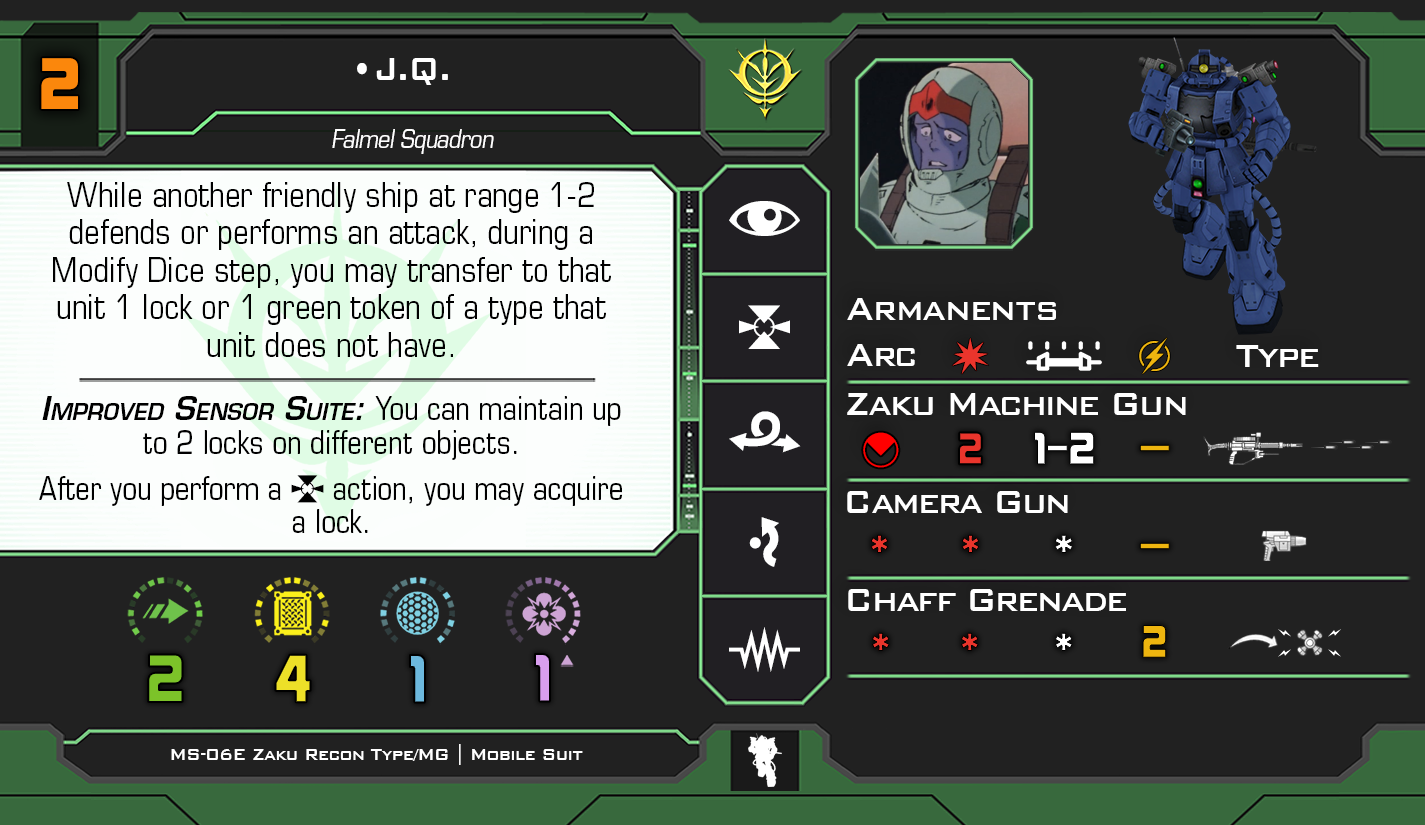 2
• J.Q.
Falmel Squadron
While another friendly ship at range 1-2
defends or performs an attack, during a
Modify Dice step, you may transfer to that
unit 1 lock or 1 green token of a type that
unit does not have.
Improved Sensor Suite: You can maintain up
to 2 locks on different objects.
After you perform a action, you may acquire
a lock.
2 4 1 1
MS-06E Zaku Recon Type/MG | Mobile Suit
Armanents
Arc Type
Zaku Machine Gun
2 1–2 –
Camera Gun
* * * –
Chaff Grenade
* * * 2